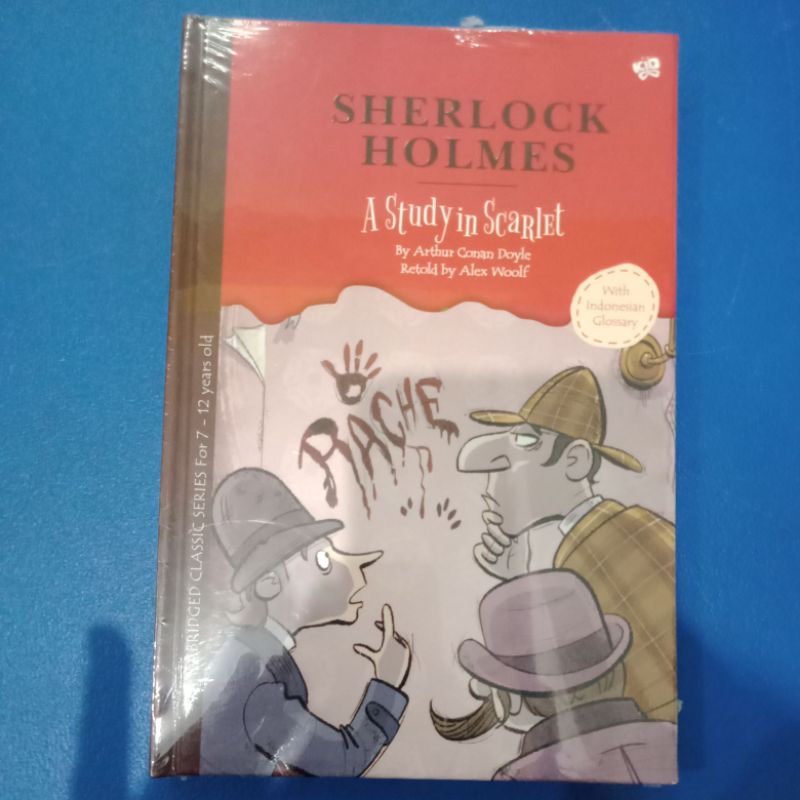 SHERLOCK
HOLMES
A Study in Scarlet
By Arthur Conan Doyle
Retold by Alex Woolf
With
Indonesian
Glossary
RACHE
ABRIDGED CLASSIC SERIES For 7 - 12 years old